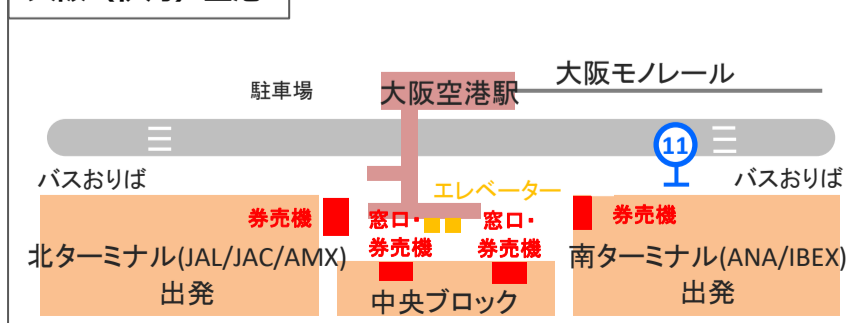 大阪モノレール
駐車場
大阪空港駅
11
バスおりば
バスおりば
エレベーター
券売機
窓口・
券売機
窓口・
券売機
券売機
北ターミナル(JAL/JAC/AMX)
出発
南ターミナル(ANA/IBEX)
出発
中央ブロック